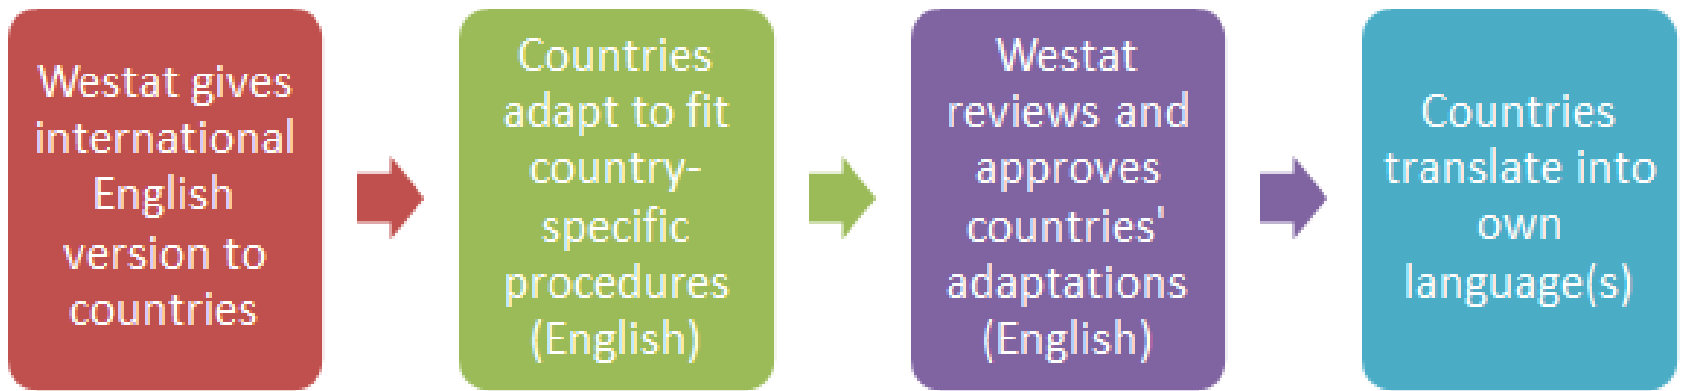 Westat gives
international
English
version to
countries
Countries
adapt to fit
country-
specific
procedures
(English)
Westat
reviews and
approves
countries'
adaptations
(English)
Countries
translate into
own
language(s)